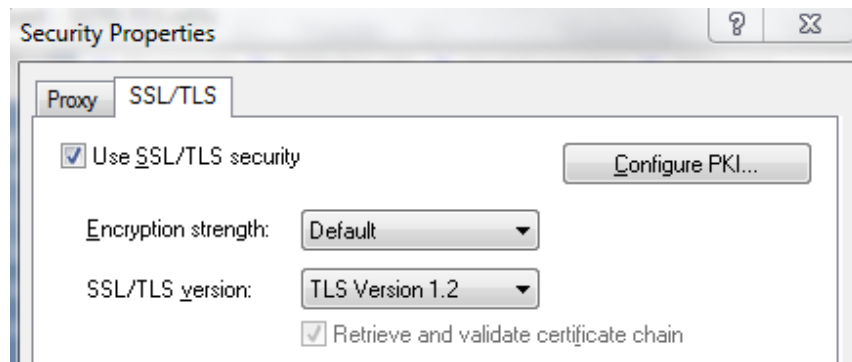 Security Properties
Proxy
SSL/TLS
Use SSL/TLS security
Configure PKI...
Encryption strength:
Default
SSL/TLS version:
TLS Version 1.2
Retrieve and validate certificate chain